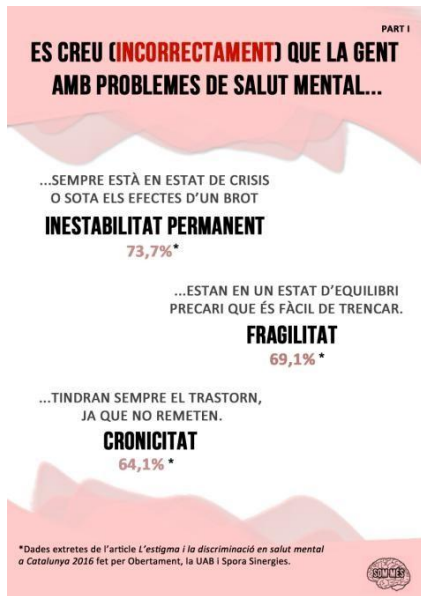 PART I
ES CREU (INCORRECTAMENT) QUE LA GENT
AMB PROBLEMES DE SALUT MENTAL...
...SEMPRE ESTÀ EN ESTAT DE CRISIS
O SOTA ELS EFECTES D'UN BROT
INESTABILITAT PERMANENT
73,7%*
...ESTAN EN UN ESTAT D'EQUILIBRI
PRECARI QUE ÉS FÀCIL DE TRENCAR.
FRAGILITAT
69,1% *
...TINDRAN SEMPRE EL TRASTORN,
JA QUE NO REMETEN.
CRONICITAT
64,1% *
*Dades extretes de l'article L'estigma i la discriminació en salut mental
a Catalunya 2016 fet per Obertament, la UAB i Spora Sinergies.
SOM MÉS